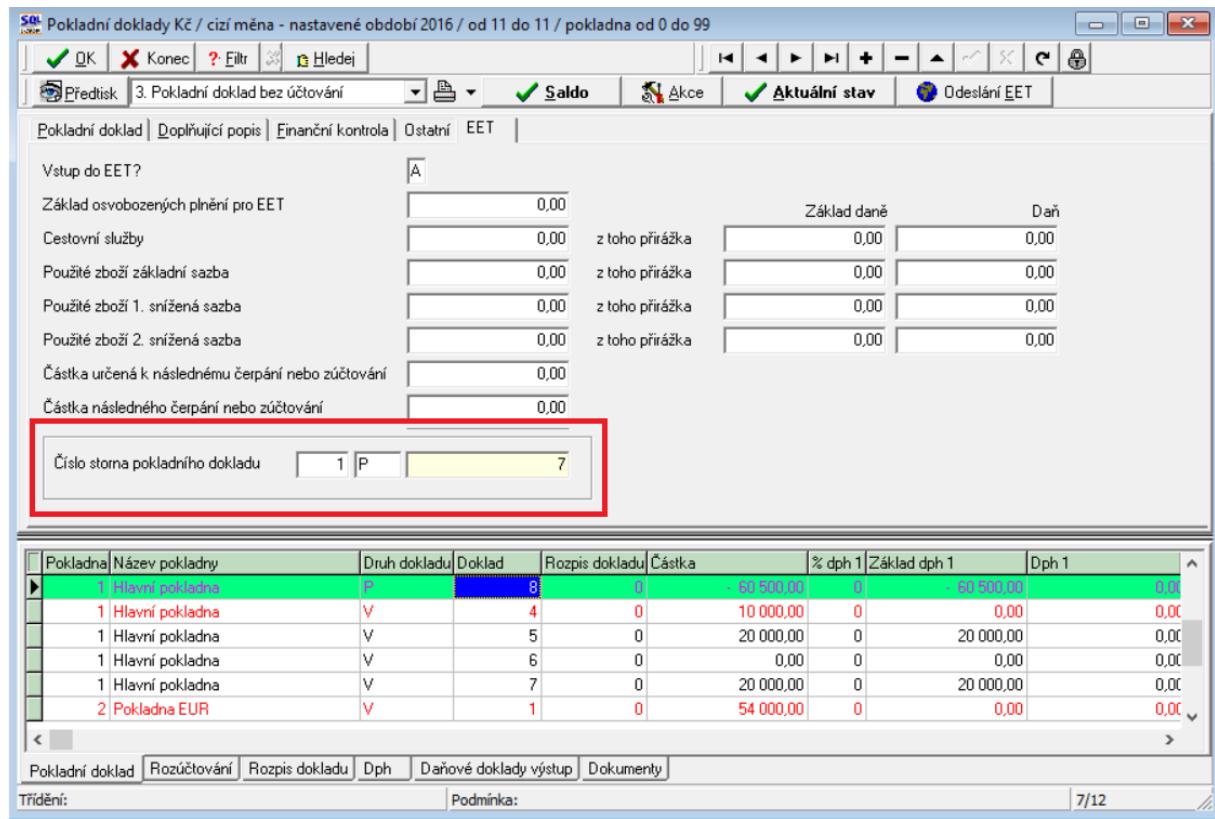 Pokladní doklady Kč / cizí měna - nastavené období 2016 / od 11 do 11 / pokladna od 0 do 99
OK Konec Filtr Hledej
Předtisk 3. Pokladní doklad bez účtování Saldo Akce Aktuální stav Odeslání EET
Pokladní doklad Doplňující popis Finanční kontrola Ostatní EET
Vstup do EET? A
Základ osvobozených plnění pro EET 0,00 Základ daně Daň
Cestovní služby 0,00 z toho přirážka 0,00 0,00
Použité zboží základní sazba 0,00 z toho přirážka 0,00 0,00
Použité zboží 1. snížená sazba 0,00 z toho přirážka 0,00 0,00
Použité zboží 2. snížená sazba 0,00 z toho přirážka 0,00 0,00
Částka určená k následnému čerpání nebo zúčtování 0,00
Částka následného čerpání nebo zúčtování 0,00
Číslo storna pokladního dokladu 1 P 7
Pokladna Název pokladny Druh dokladu Doklad Rozpis dokladu Částka % dph 1 Základ dph 1 Dph 1
1 Hlavní pokladna P 8 0 - 60 500,00 0 - 60 500,00 0,00
1 Hlavní pokladna V 4 0 10 000,00 0 0,00 0,00
1 Hlavní pokladna V 5 0 20 000,00 0 20 000,00 0,00
1 Hlavní pokladna V 6 0 0,00 0 0,00 0,00
1 Hlavní pokladna V 7 0 20 000,00 0 20 000,00 0,00
2 Pokladna EUR V 1 0 54 000,00 0 0,00 0,00
Pokladní doklad Rozúčtování Rozpis dokladu Dph Daňové doklady výstup Dokumenty
Třídění: Podmínka: 7/12